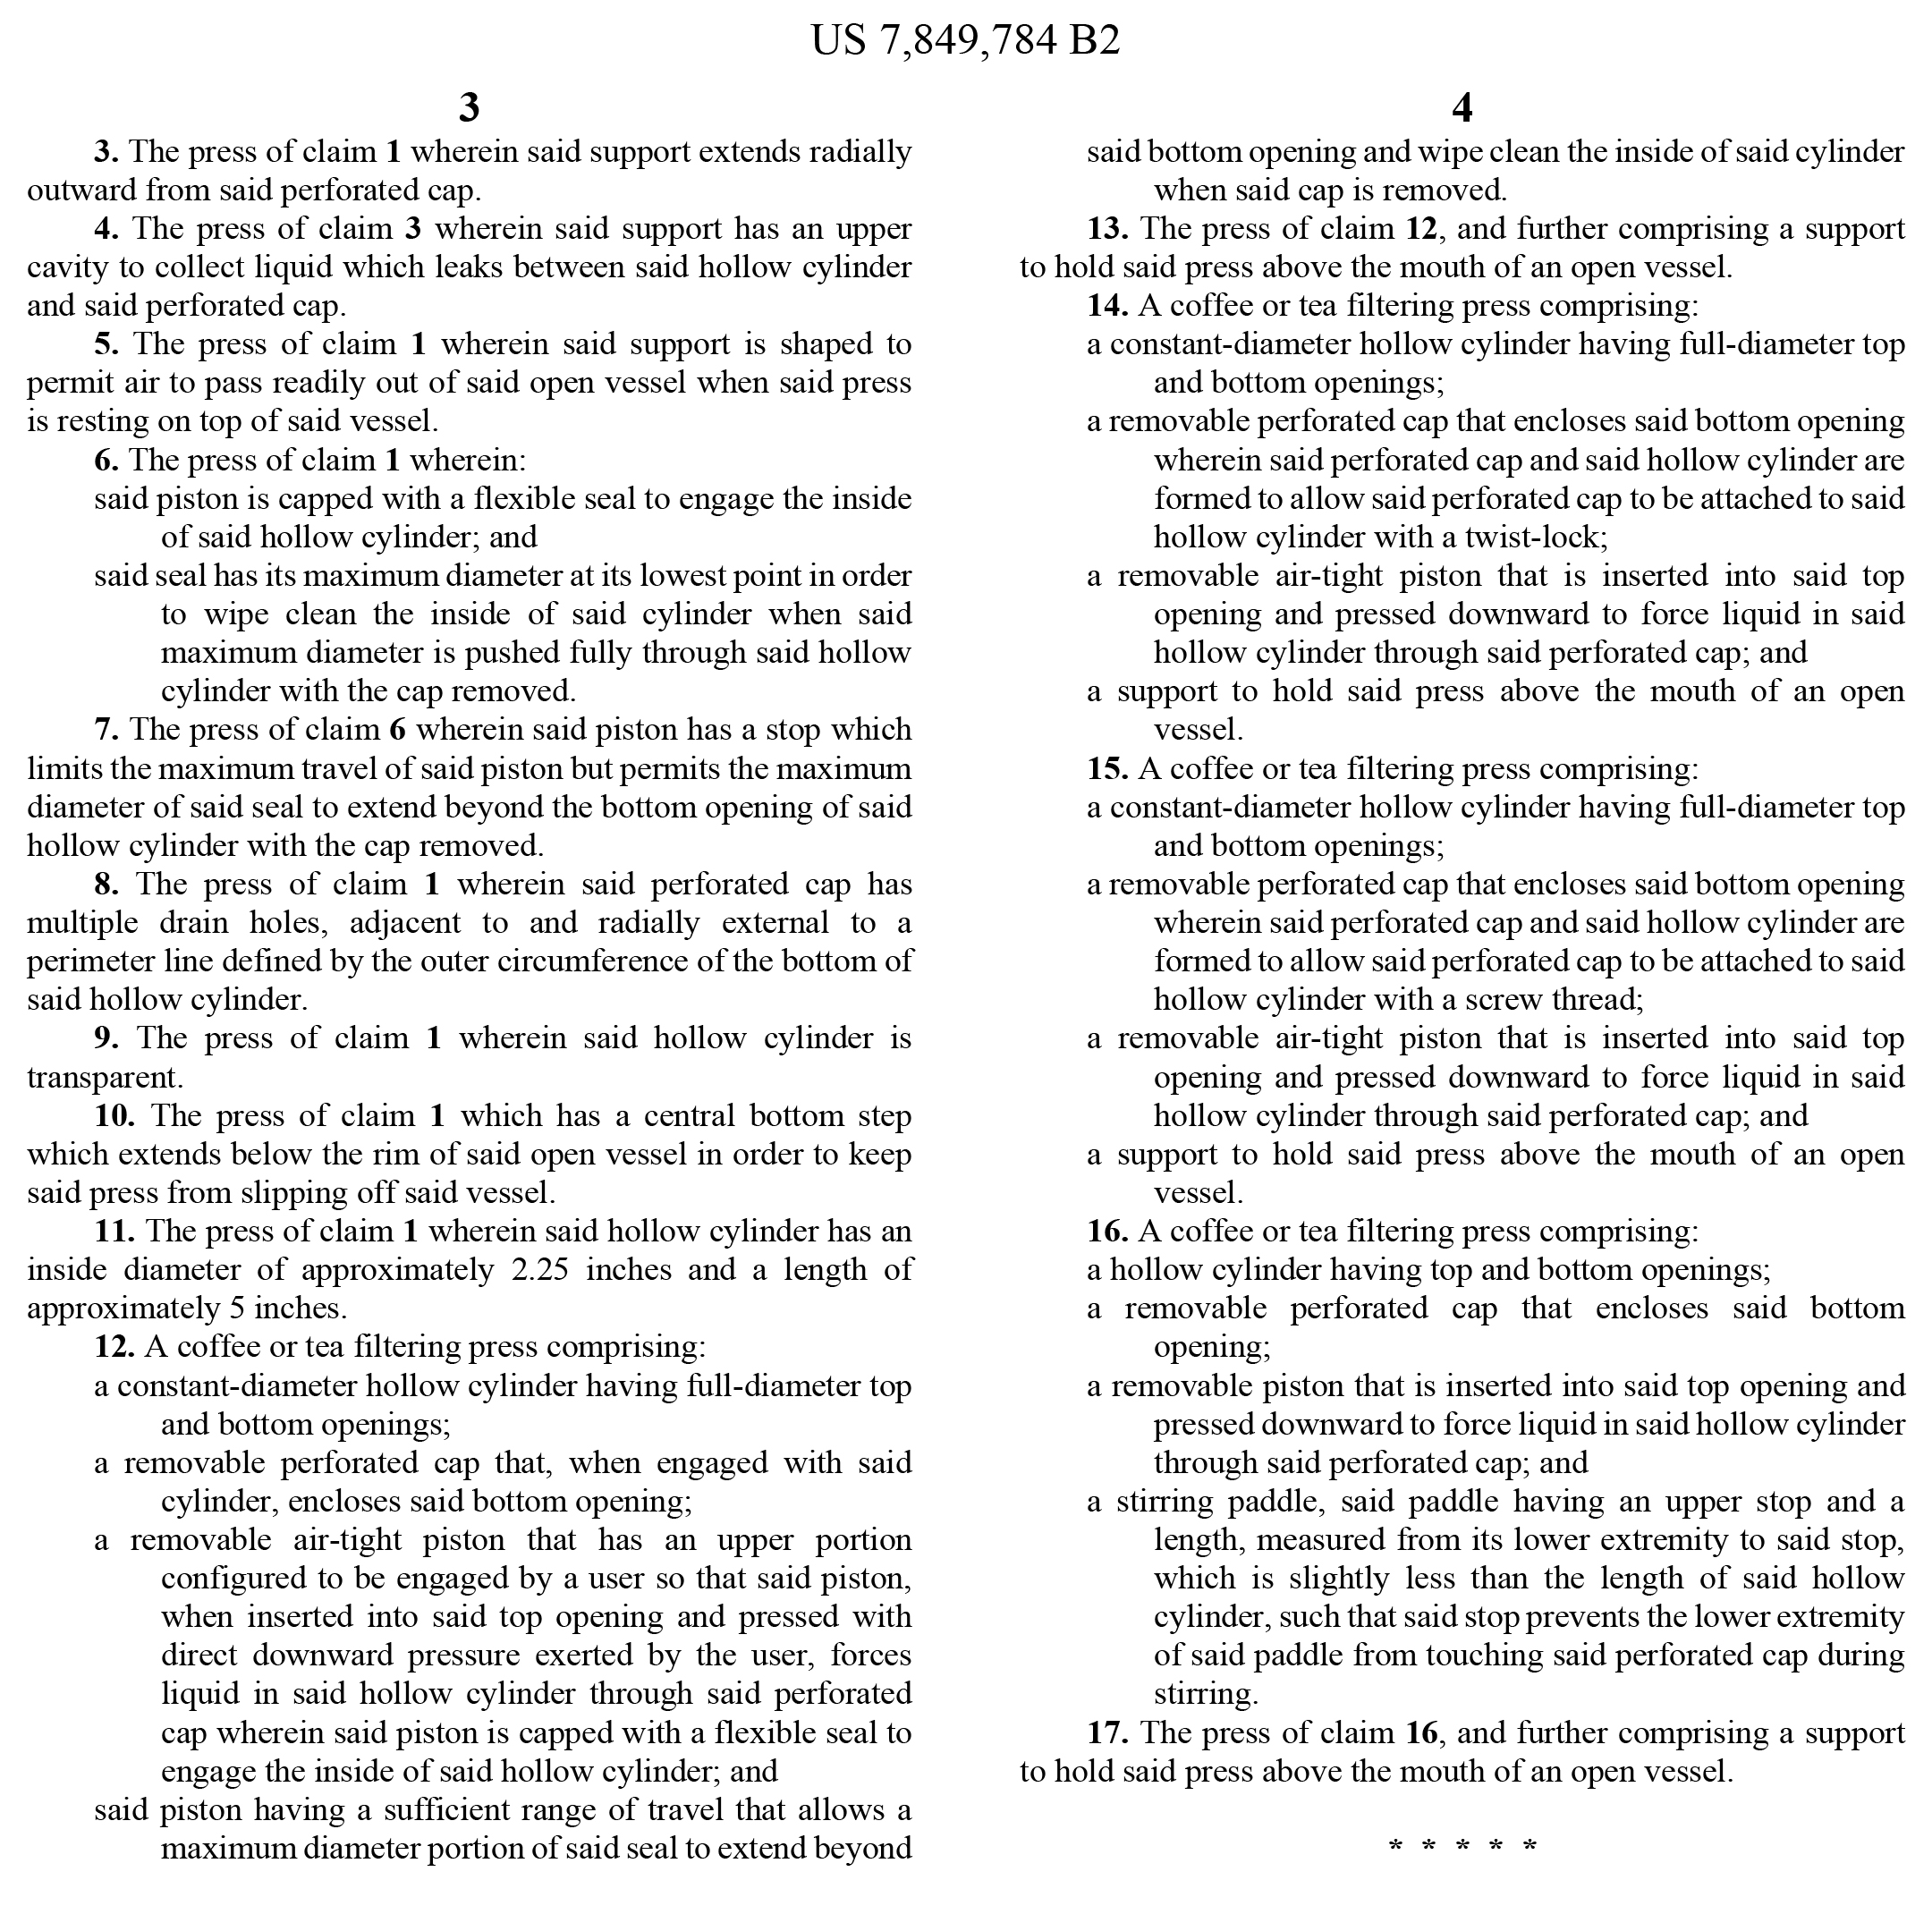 US 7,849,784 B2
3
3. The press of claim 1 wherein said support extends radially
outward from said perforated cap.
4. The press of claim 3 wherein said support has an upper
cavity to collect liquid which leaks between said hollow cylinder
and said perforated cap.
5. The press of claim 1 wherein said support is shaped to
permit air to pass readily out of said open vessel when said press
is resting on top of said vessel.
6. The press of claim 1 wherein:
said piston is capped with a flexible seal to engage the inside
of said hollow cylinder; and
said seal has its maximum diameter at its lowest point in order
to wipe clean the inside of said cylinder when said
maximum diameter is pushed fully through said hollow
cylinder with the cap removed.
7. The press of claim 6 wherein said piston has a stop which
limits the maximum travel of said piston but permits the maximum
diameter of said seal to extend beyond the bottom opening of said
hollow cylinder with the cap removed.
8. The press of claim 1 wherein said perforated cap has
multiple drain holes, adjacent to and radially external to a
perimeter line defined by the outer circumference of the bottom of
said hollow cylinder.
9. The press of claim 1 wherein said hollow cylinder is
transparent.
10. The press of claim 1 which has a central bottom step
which extends below the rim of said open vessel in order to keep
said press from slipping off said vessel.
11. The press of claim 1 wherein said hollow cylinder has an
inside diameter of approximately 2.25 inches and a length of
approximately 5 inches.
12. A coffee or tea filtering press comprising:
a constant-diameter hollow cylinder having full-diameter top
and bottom openings;
a removable perforated cap that, when engaged with said
cylinder, encloses said bottom opening;
a removable air-tight piston that has an upper portion
configured to be engaged by a user so that said piston,
when inserted into said top opening and pressed with
direct downward pressure exerted by the user, forces
liquid in said hollow cylinder through said perforated
cap wherein said piston is capped with a flexible seal to
engage the inside of said hollow cylinder; and
said piston having a sufficient range of travel that allows a
maximum diameter portion of said seal to extend beyond
4
said bottom opening and wipe clean the inside of said cylinder
when said cap is removed.
13. The press of claim 12, and further comprising a support
to hold said press above the mouth of an open vessel.
14. A coffee or tea filtering press comprising:
a constant-diameter hollow cylinder having full-diameter top
and bottom openings;
a removable perforated cap that encloses said bottom opening
wherein said perforated cap and said hollow cylinder are
formed to allow said perforated cap to be attached to said
hollow cylinder with a twist-lock;
a removable air-tight piston that is inserted into said top
opening and pressed downward to force liquid in said
hollow cylinder through said perforated cap; and
a support to hold said press above the mouth of an open
vessel.
15. A coffee or tea filtering press comprising:
a constant-diameter hollow cylinder having full-diameter top
and bottom openings;
a removable perforated cap that encloses said bottom opening
wherein said perforated cap and said hollow cylinder are
formed to allow said perforated cap to be attached to said
hollow cylinder with a screw thread;
a removable air-tight piston that is inserted into said top
opening and pressed downward to force liquid in said
hollow cylinder through said perforated cap; and
a support to hold said press above the mouth of an open
vessel.
16. A coffee or tea filtering press comprising:
a hollow cylinder having top and bottom openings;
a removable perforated cap that encloses said bottom
opening;
a removable piston that is inserted into said top opening and
pressed downward to force liquid in said hollow cylinder
through said perforated cap; and
a stirring paddle, said paddle having an upper stop and a
length, measured from its lower extremity to said stop,
which is slightly less than the length of said hollow
cylinder, such that said stop prevents the lower extremity
of said paddle from touching said perforated cap during
stirring.
17. The press of claim 16, and further comprising a support
to hold said press above the mouth of an open vessel.
* * * * *